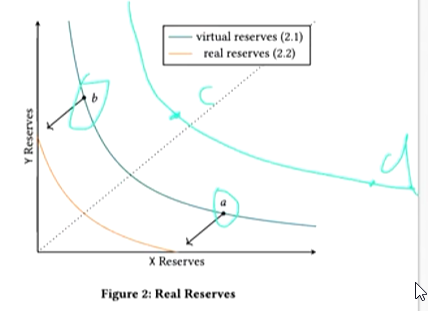 virtual reserves (2.1)
real reserves (2.2)
b
c
d
a
Y Reserves
X Reserves
Figure 2: Real Reserves